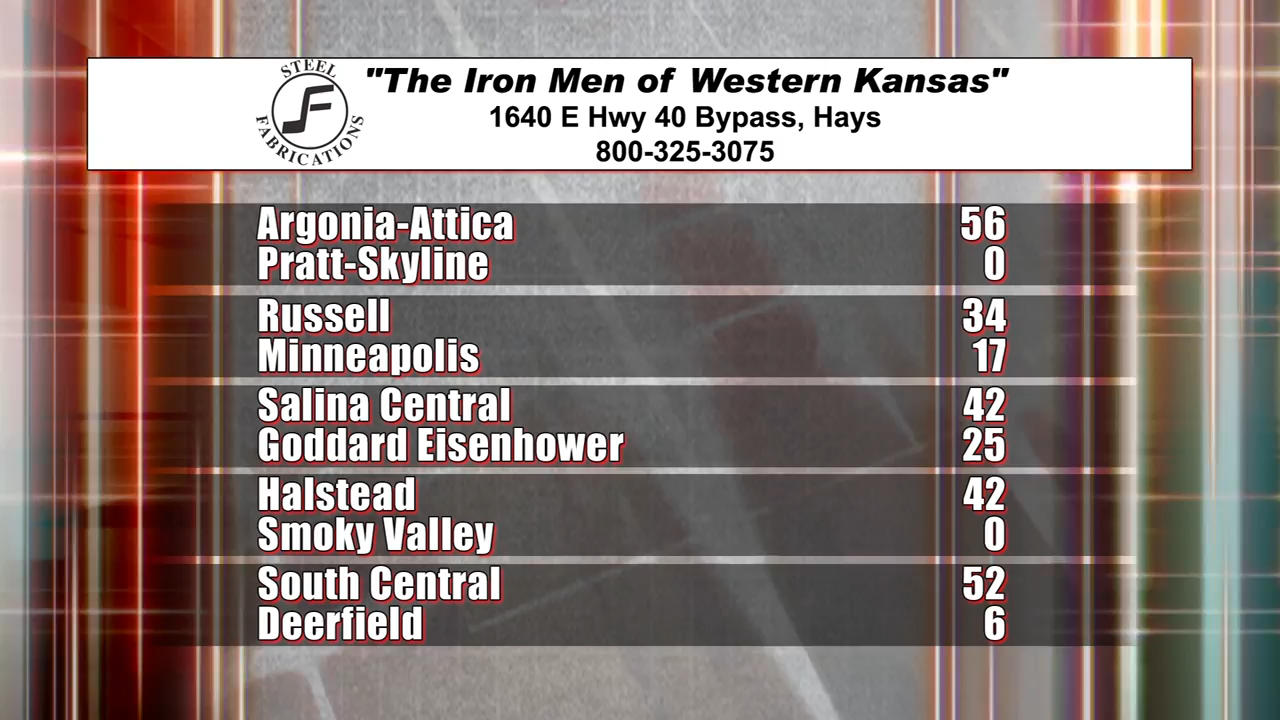 STEEL
FABRICATIONS
"The Iron Men of Western Kansas"
1640 E Hwy 40 Bypass, Hays
800-325-3075
Argonia-Attica 56
Pratt-Skyline 0
Russell 34
Minneapolis 17
Salina Central 42
Goddard Eisenhower 25
Halstead 42
Smoky Valley 0
South Central 52
Deerfield 6